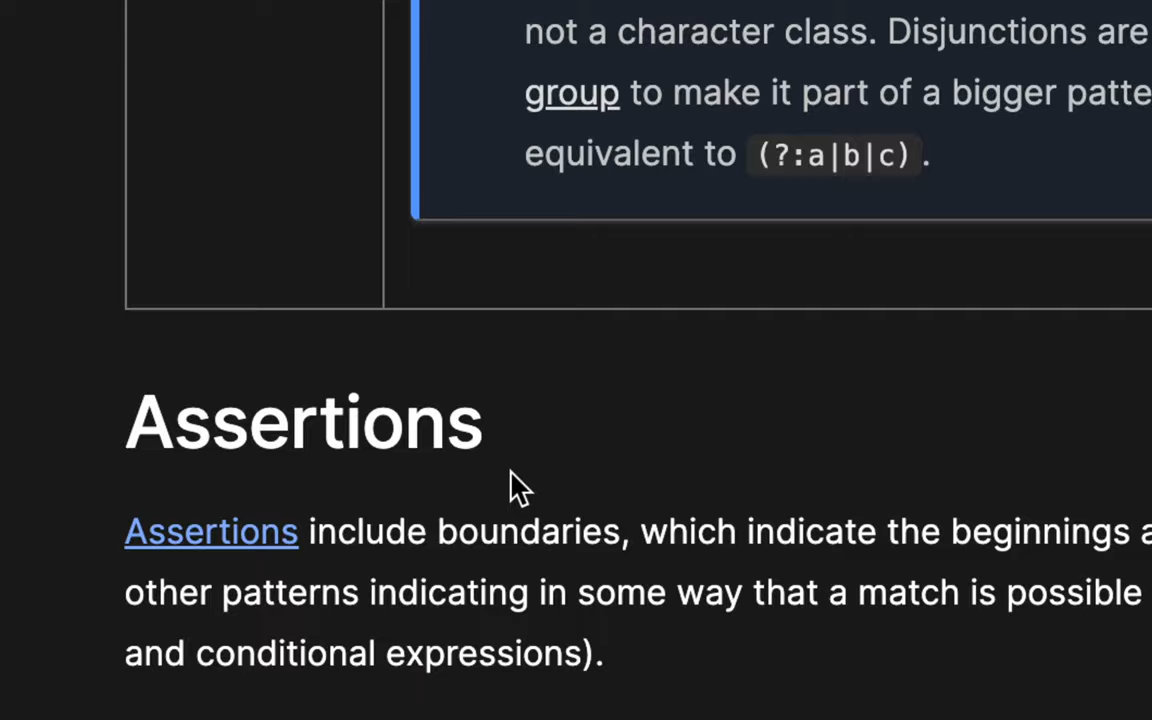 not a character class. Disjunctions are
group to make it part of a bigger patte
equivalent to (?:a|b|c).
Assertions
Assertions include boundaries, which indicate the beginnings a
other patterns indicating in some way that a match is possible
and conditional expressions).